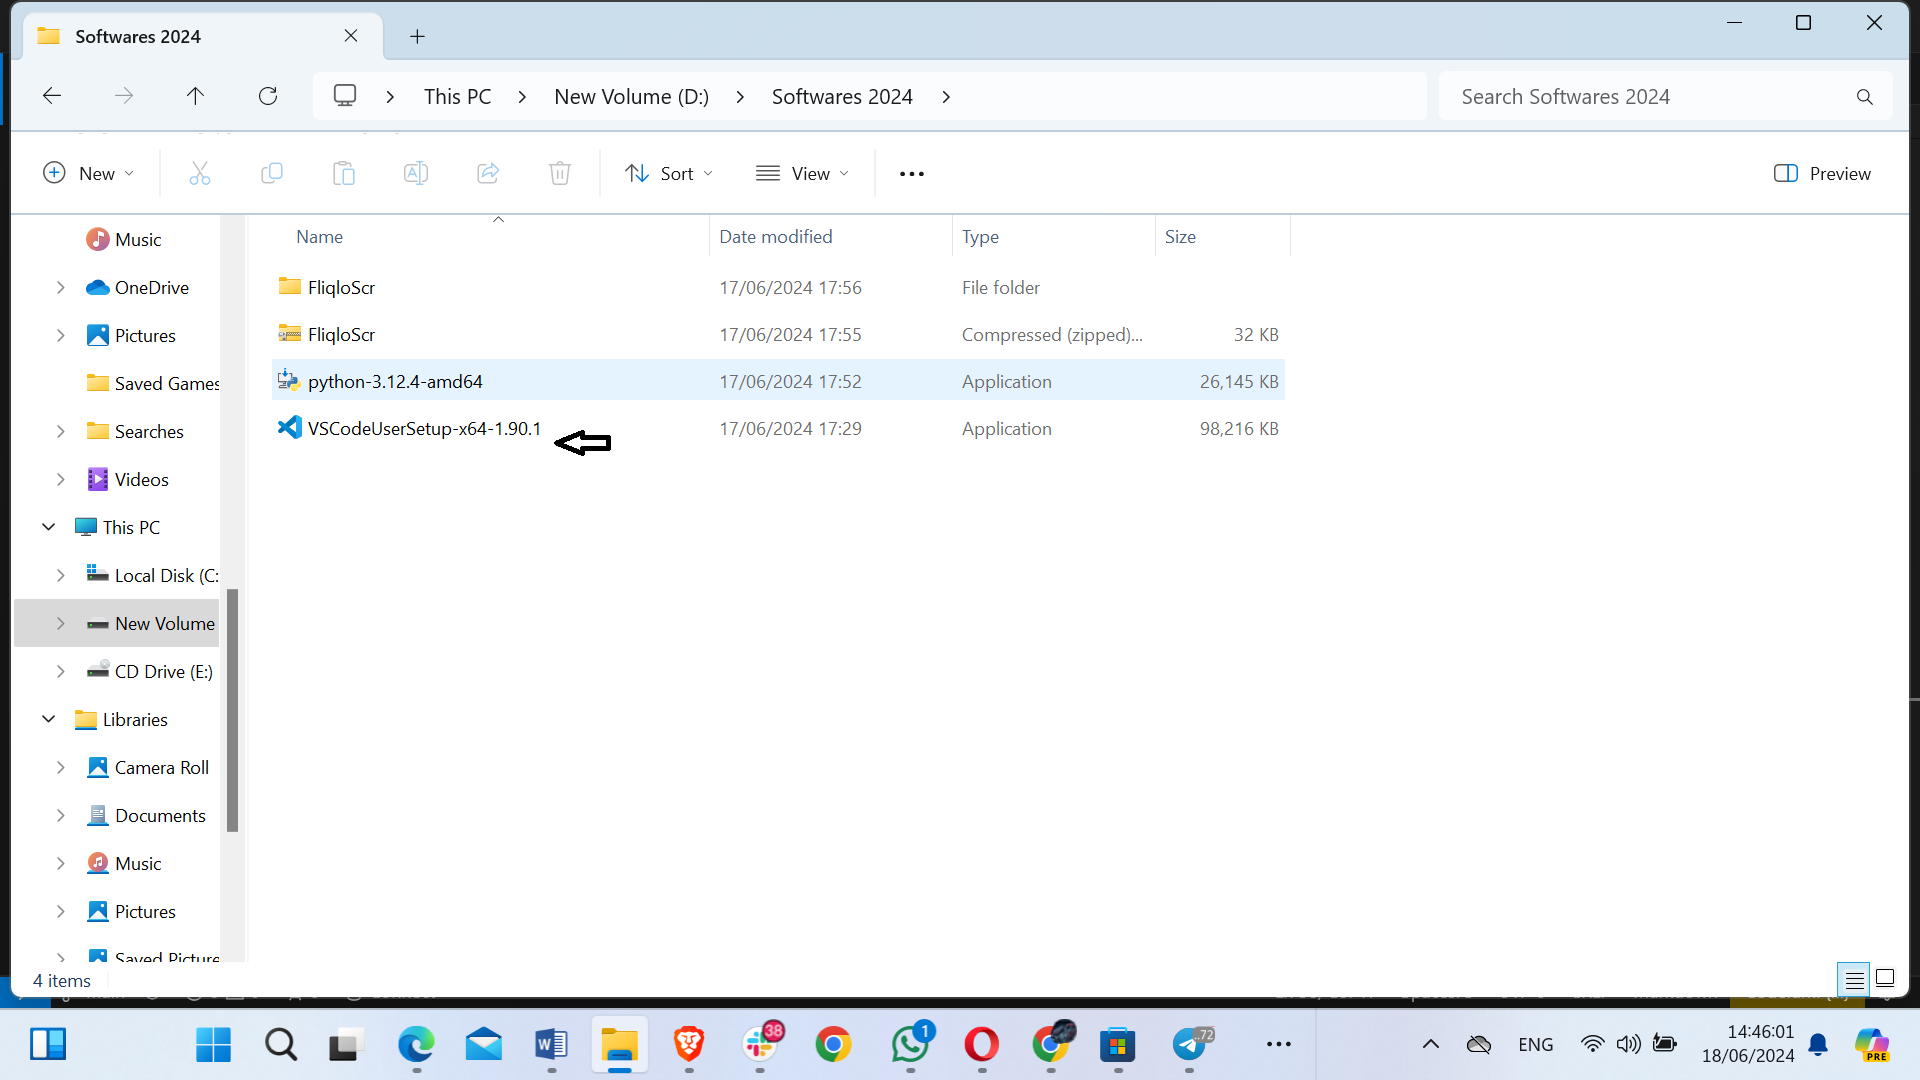 Softwares 2024
This PC
New Volume (D:)
Softwares 2024
Search Softwares 2024
New
Sort
View
Preview
Name
Date modified
Type
Size
FliqloScr 17/06/2024 17:56 File folder
FliqloScr 17/06/2024 17:55 Compressed (zipped)... 32 KB
python-3.12.4-amd64 17/06/2024 17:52 Application 26,145 KB
VSCodeUserSetup-x64-1.90.1 17/06/2024 17:29 Application 98,216 KB
Music
OneDrive
Pictures
Saved Games
Searches
Videos
This PC
Local Disk (C:
New Volume
CD Drive (E:)
Libraries
Camera Roll
Documents
Music
Pictures
Saved Picture
4 items
38
1
72
ENG
14:46:01
18/06/2024
PRE